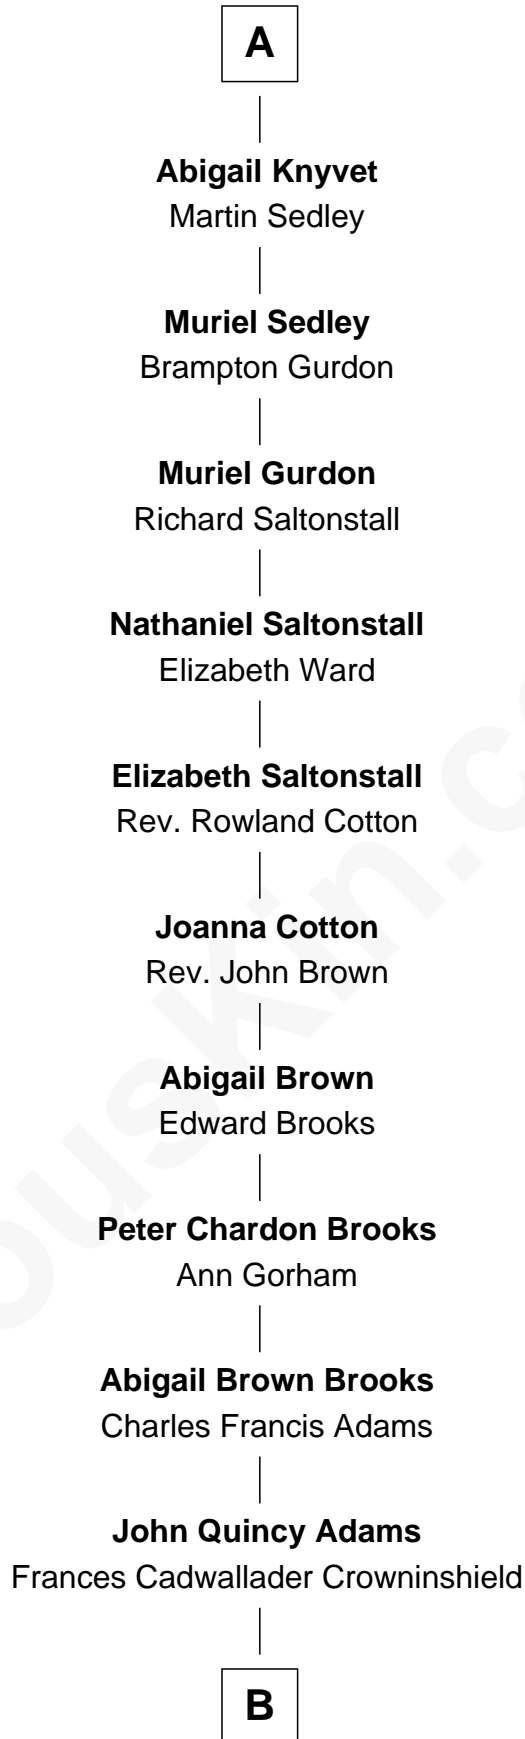 A
Abigail Knyvet
Martin Sedley
Muriel Sedley
Brampton Gurdon
Muriel Gurdon
Richard Saltonstall
Nathaniel Saltonstall
Elizabeth Ward
Elizabeth Saltonstall
Rev. Rowland Cotton
Joanna Cotton
Rev. John Brown
Abigail Brown
Edward Brooks
Peter Chardon Brooks
Ann Gorham
Abigail Brown Brooks
Charles Francis Adams
John Quincy Adams
Frances Cadwallader Crowninshield
B